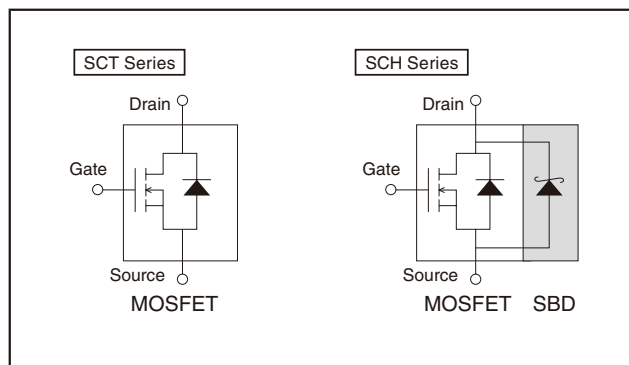 SCT Series
Drain
Gate
Source
MOSFET
SCH Series
Drain
Gate
Source
MOSFET SBD